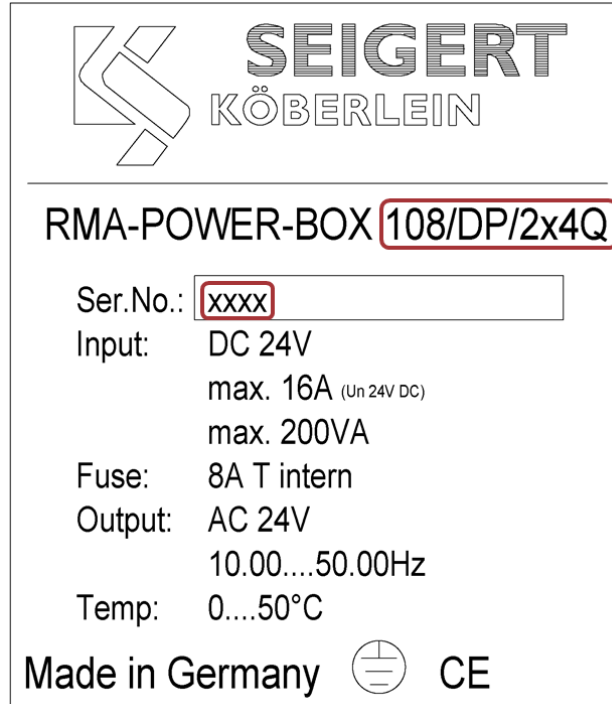 SEIGERT
KÖBERLEIN
RMA-POWER-BOX 108/DP/2x4Q
Ser.No.: xxxx
Input: DC 24V
max. 16A (Un 24V DC)
max. 200VA
Fuse: 8A T intern
Output: AC 24V
10.00....50.00Hz
Temp: 0....50°C
Made in Germany CE